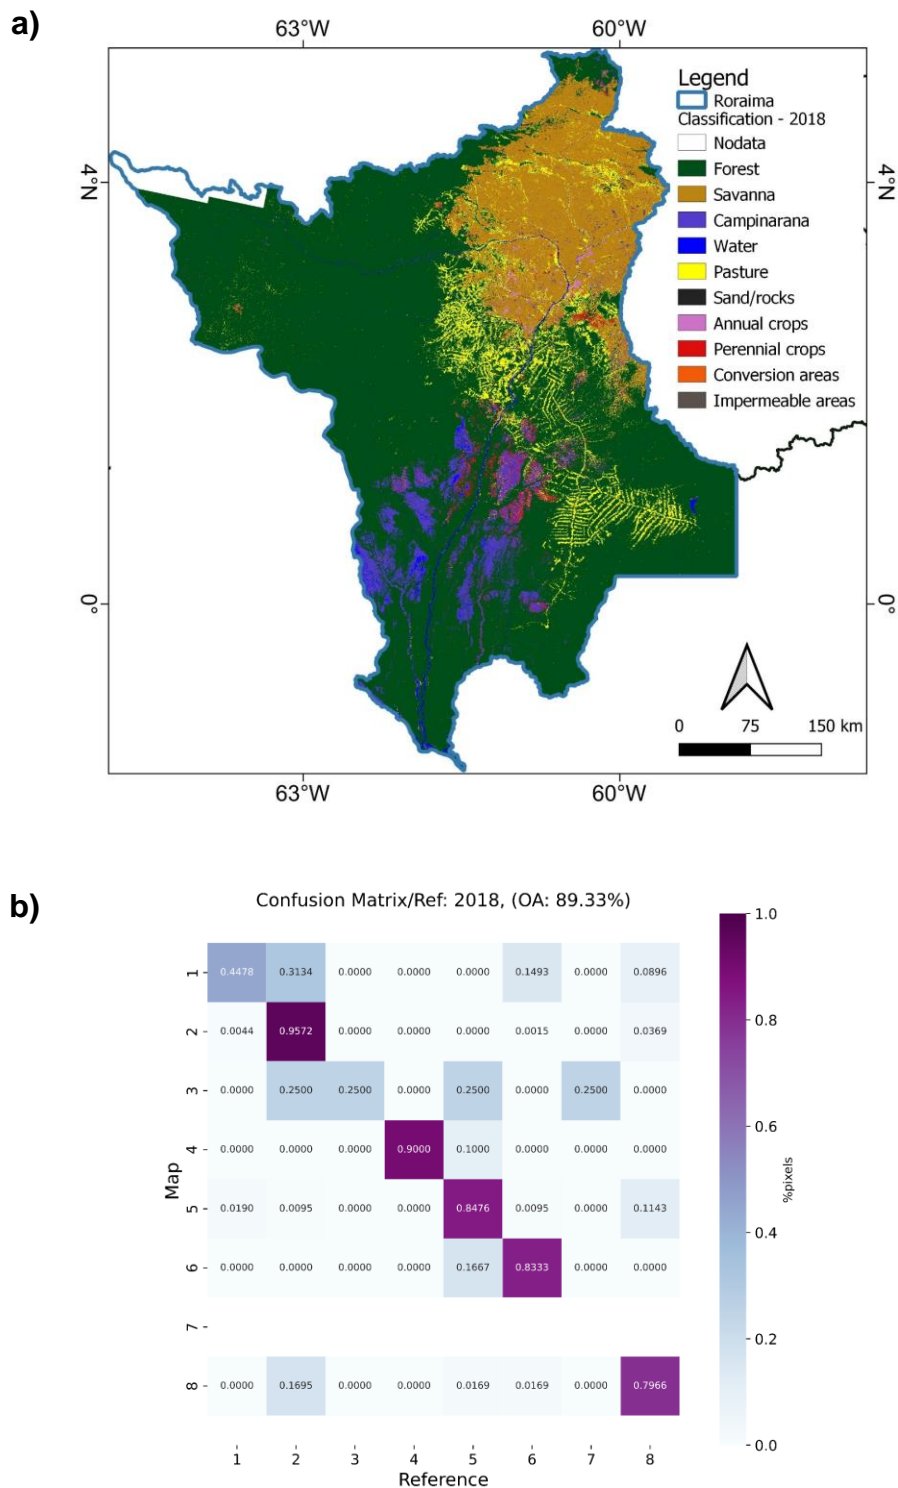 a)
63°W 60°W
4°N 4°N
0° 0°
Legend
Roraima
Classification - 2018
Nodata
Forest
Savanna
Campinarana
Water
Pasture
Sand/rocks
Annual crops
Perennial crops
Conversion areas
Impermeable areas
0 75 150 km
63°W 60°W
b)
Confusion Matrix/Ref: 2018, (OA: 89.33%)
1 0.4478 0.3134 0.0000 0.0000 0.0000 0.1493 0.0000 0.0896
2 0.0044 0.9572 0.0000 0.0000 0.0000 0.0015 0.0000 0.0369
3 0.0000 0.2500 0.2500 0.0000 0.2500 0.0000 0.2500 0.0000
4 0.0000 0.0000 0.0000 0.9000 0.1000 0.0000 0.0000 0.0000
5 0.0190 0.0095 0.0000 0.0000 0.8476 0.0095 0.0000 0.1143
6 0.0000 0.0000 0.0000 0.0000 0.1667 0.8333 0.0000 0.0000
7
8 0.0000 0.1695 0.0000 0.0000 0.0169 0.0169 0.0000 0.7966
Map
1 2 3 4 5 6 7 8
Reference
1.0
0.8
0.6
0.4
0.2
0.0
%pixels